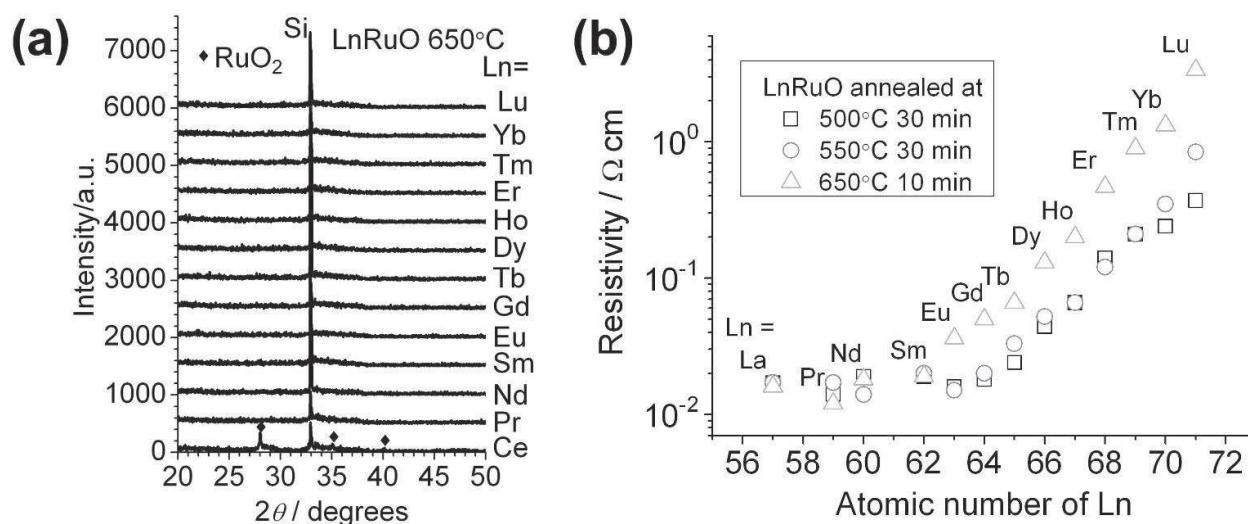 (a)
7000
6000
5000
4000
3000
2000
1000
0
Intensity/a.u.
♦ RuO₂
Si
LnRuO 650°C
Ln=
Lu
Yb
Tm
Er
Ho
Dy
Tb
Gd
Eu
Sm
Nd
Pr
Ce
20 25 30 35 40 45 50
2θ / degrees
(b)
Resistivity / Ω cm
10⁰
10⁻¹
10⁻²
LnRuO annealed at
□ 500°C 30 min
○ 550°C 30 min
△ 650°C 10 min
Lu
Yb
Tm
Er
Ho
Dy
Tb
Gd
Eu
Ln =
La
Pr
Nd
Sm
56 58 60 62 64 66 68 70 72
Atomic number of Ln